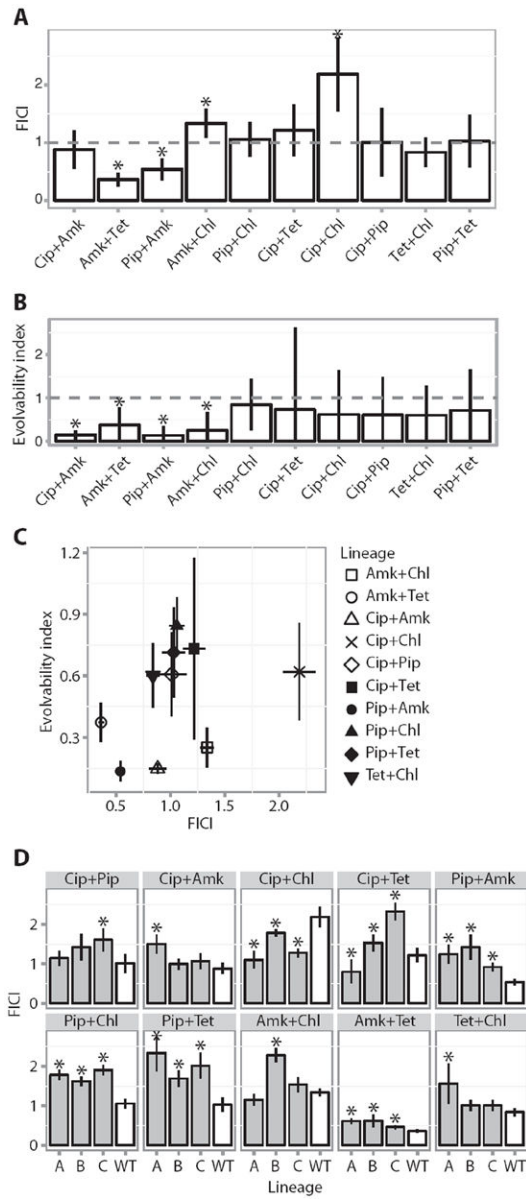 A
FICI
2
1
0
* * * *
Cip+Amk Amk+Tet Pip+Amk Amk+Chl Pip+Chl Cip+Tet Cip+Chl Cip+Pip Tet+Chl Pip+Tet
B
Evolvability index
2
1
0
* * * *
Cip+Amk Amk+Tet Pip+Amk Amk+Chl Pip+Chl Cip+Tet Cip+Chl Cip+Pip Tet+Chl Pip+Tet
C
Evolvability index
1.2
0.9
0.6
0.3
0.5 1.0 1.5 2.0
FICI
Lineage
Amk+Chl
Amk+Tet
Cip+Amk
Cip+Chl
Cip+Pip
Cip+Tet
Pip+Amk
Pip+Chl
Pip+Tet
Tet+Chl
D
FICI
Cip+Pip Cip+Amk Cip+Chl Cip+Tet Pip+Amk
2
1
0
* * * * * * * * * * *
Pip+Chl Pip+Tet Amk+Chl Amk+Tet Tet+Chl
2
1
0
* * * * * * * * * * *
A B C WT A B C WT A B C WT A B C WT A B C WT
Lineage